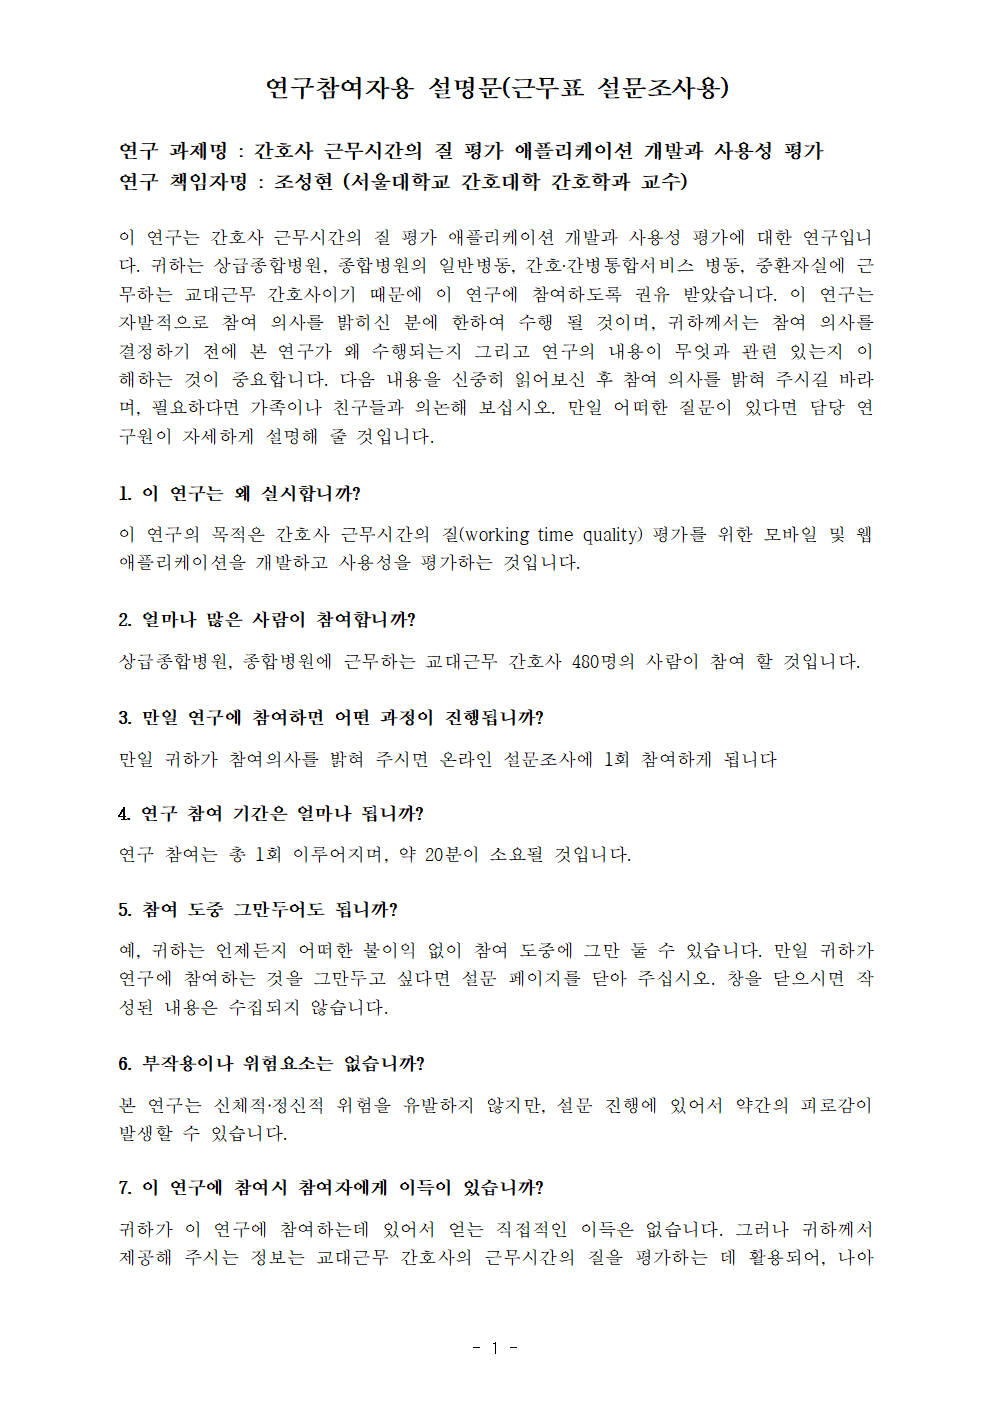 연구참여자용 설명문(근무표 설문조사용)
연구 과제명 : 간호사 근무시간의 질 평가 애플리케이션 개발과 사용성 평가
연구 책임자명 : 조성현 (서울대학교 간호대학 간호학과 교수)
이 연구는 간호사 근무시간의 질 평가 애플리케이션 개발과 사용성 평가에 대한 연구입니
다. 귀하는 상급종합병원, 종합병원의 일반병동, 간호·간병통합서비스 병동, 중환자실에 근
무하는 교대근무 간호사이기 때문에 이 연구에 참여하도록 권유 받았습니다. 이 연구는
자발적으로 참여 의사를 밝히신 분에 한하여 수행 될 것이며, 귀하께서는 참여 의사를
결정하기 전에 본 연구가 왜 수행되는지 그리고 연구의 내용이 무엇과 관련 있는지 이
해하는 것이 중요합니다. 다음 내용을 신중히 읽어보신 후 참여 의사를 밝혀 주시길 바라
며, 필요하다면 가족이나 친구들과 의논해 보십시오. 만일 어떠한 질문이 있다면 담당 연
구원이 자세하게 설명해 줄 것입니다.
1. 이 연구는 왜 실시합니까?
이 연구의 목적은 간호사 근무시간의 질(working time quality) 평가를 위한 모바일 및 웹
애플리케이션을 개발하고 사용성을 평가하는 것입니다.
2. 얼마나 많은 사람이 참여합니까?
상급종합병원, 종합병원에 근무하는 교대근무 간호사 480명의 사람이 참여 할 것입니다.
3. 만일 연구에 참여하면 어떤 과정이 진행됩니까?
만일 귀하가 참여의사를 밝혀 주시면 온라인 설문조사에 1회 참여하게 됩니다
4. 연구 참여 기간은 얼마나 됩니까?
연구 참여는 총 1회 이루어지며, 약 20분이 소요될 것입니다.
5. 참여 도중 그만두어도 됩니까?
예, 귀하는 언제든지 어떠한 불이익 없이 참여 도중에 그만 둘 수 있습니다. 만일 귀하가
연구에 참여하는 것을 그만두고 싶다면 설문 페이지를 닫아 주십시오. 창을 닫으시면 작
성된 내용은 수집되지 않습니다.
6. 부작용이나 위험요소는 없습니까?
본 연구는 신체적·정신적 위험을 유발하지 않지만, 설문 진행에 있어서 약간의 피로감이
발생할 수 있습니다.
7. 이 연구에 참여시 참여자에게 이득이 있습니까?
귀하가 이 연구에 참여하는데 있어서 얻는 직접적인 이득은 없습니다. 그러나 귀하께서
제공해 주시는 정보는 교대근무 간호사의 근무시간의 질을 평가하는 데 활용되어, 나아
- 1 -